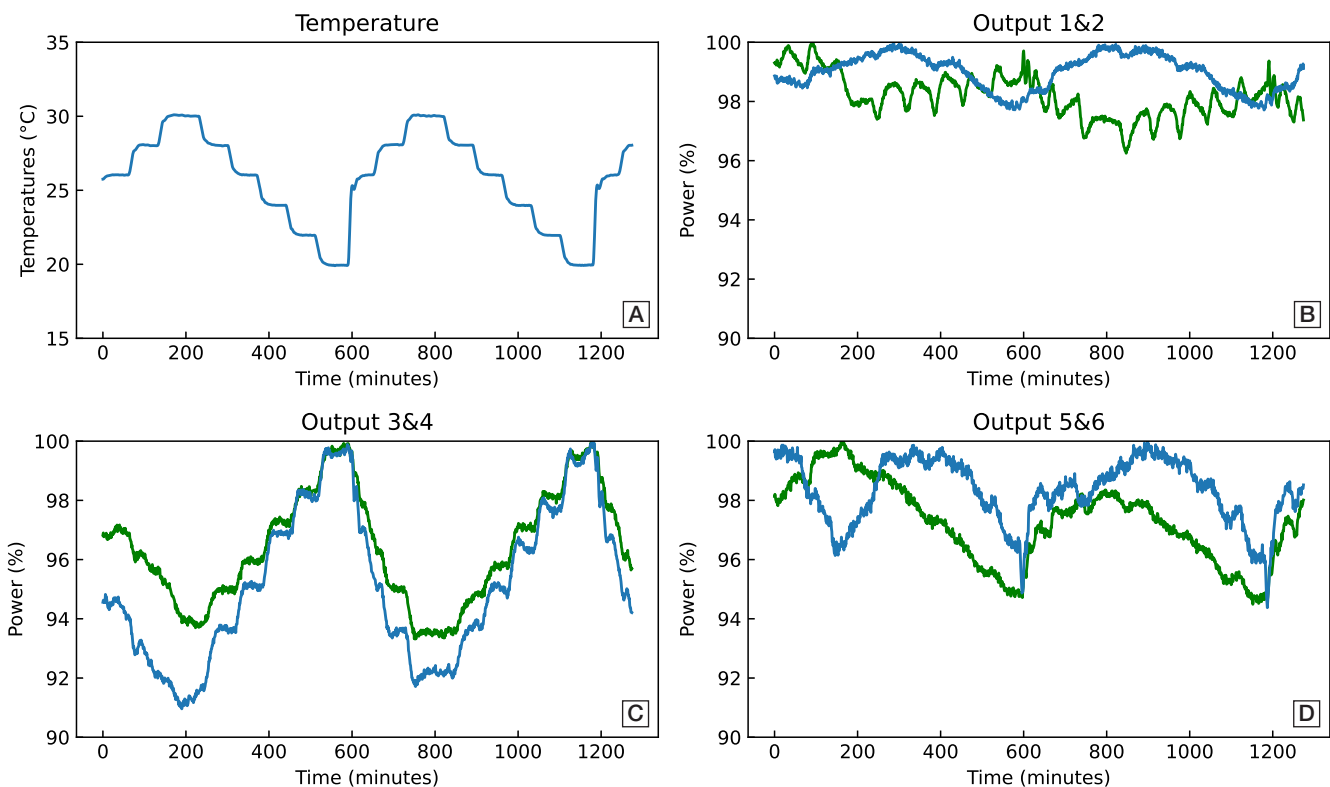 Temperature
35
30
25
20
15
Temperatures (°C)
0 200 400 600 800 1000 1200
Time (minutes)
A
Output 1&2
100
98
96
94
92
90
Power (%)
0 200 400 600 800 1000 1200
Time (minutes)
B
Output 3&4
100
98
96
94
92
90
Power (%)
0 200 400 600 800 1000 1200
Time (minutes)
C
Output 5&6
100
98
96
94
92
90
Power (%)
0 200 400 600 800 1000 1200
Time (minutes)
D